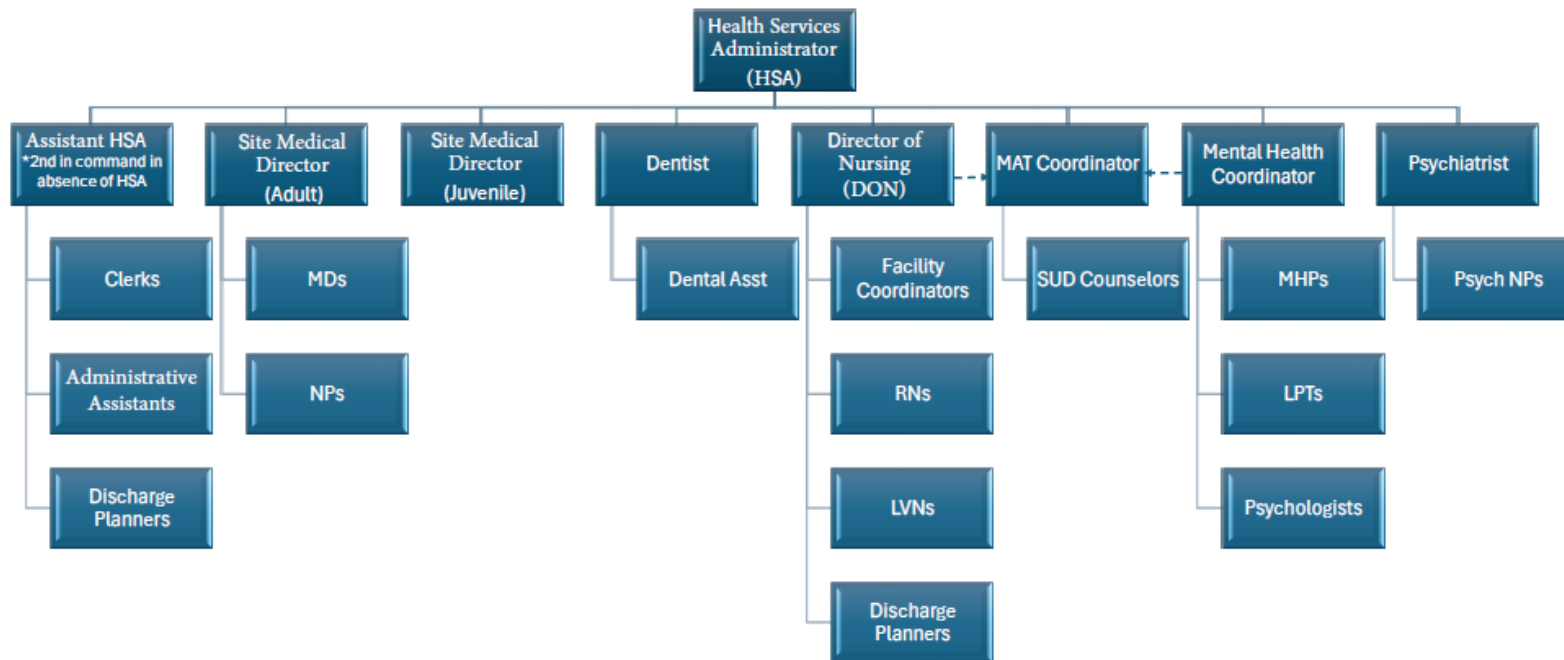 Health Services
Administrator
(HSA)
Assistant HSA
*2nd in command in
absence of HSA
Site Medical
Director
(Adult)
Site Medical
Director
(Juvenile)
Dentist
Director of
Nursing
(DON)
MAT Coordinator
Mental Health
Coordinator
Psychiatrist
Clerks
MDs
Dental Asst
Facility
Coordinators
SUD Counselors
MHPs
Psych NPs
Administrative
Assistants
NPs
RNs
LPTs
Discharge
Planners
LVNs
Psychologists
Discharge
Planners